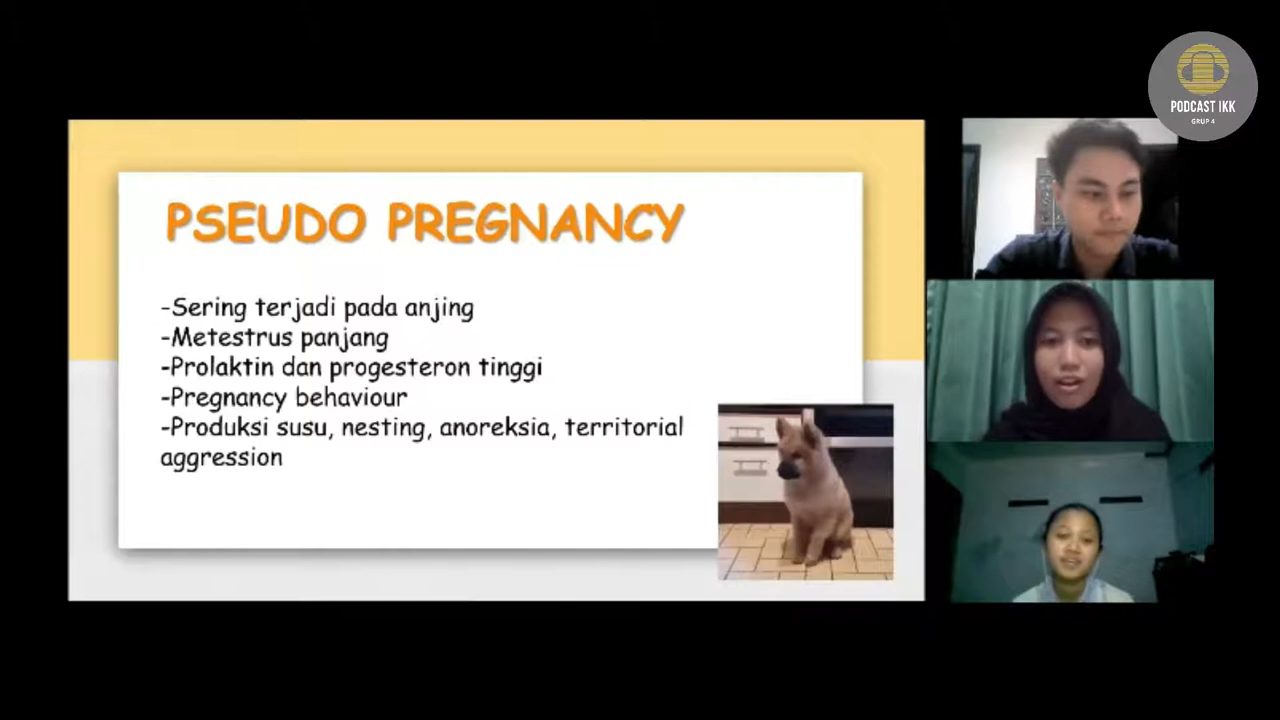 PSEUDO PREGNANCY
-Sering terjadi pada anjing
-Metestrus panjang
-Prolaktin dan progesteron tinggi
-Pregnancy behaviour
-Produksi susu, nesting, anoreksia, territorial
aggression
PODCAST IKK
GRUP 4